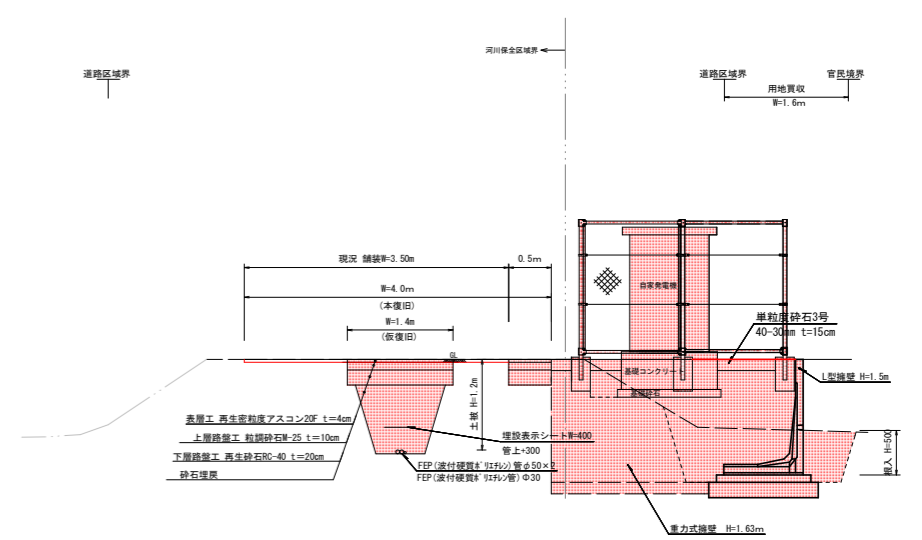 河川保全区域界
道路区域界
道路区域界
官民境界
用地買収
W=1.6m
現況 舗装W=3.50m
0.5m
W=4.0m
(本復旧)
W=1.4m
(仮復旧)
自家発電機
単粒度砕石3号
40-30mm t=15cm
GL
基礎コンクリート
基礎砕石
L型擁壁 H=1.5m
土被 H=1.2m
表層工 再生密粒度アスコン20F t=4cm
上層路盤工 粒調砕石M-25 t=10cm
下層路盤工 再生砕石RC-40 t=20cm
砕石埋戻
埋設表示シートW=400
管上+300
FEP(波付硬質ポリエチレン)管φ50×2
FEP(波付硬質ポリエチレン管)Φ30
根入 H=500
重力式擁壁 H=1.63m